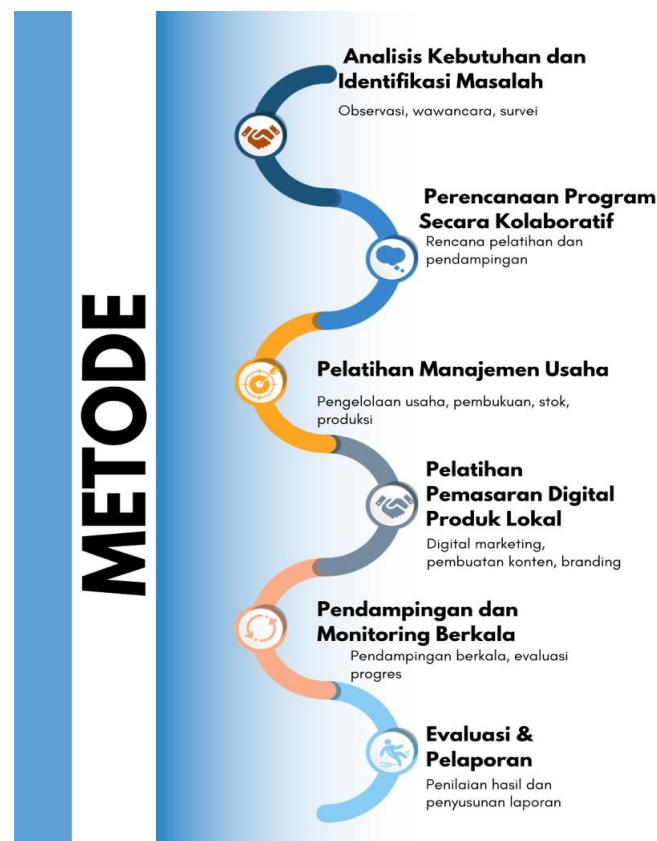 METODE
Analisis Kebutuhan dan
Identifikasi Masalah
Observasi, wawancara, survei
Perencanaan Program
Secara Kolaboratif
Rencana pelatihan dan
pendampingan
Pelatihan Manajemen Usaha
Pengelolaan usaha, pembukuan, stok,
produksi
Pelatihan
Pemasaran Digital
Produk Lokal
Digital marketing,
pembuatan konten, branding
Pendampingan dan
Monitoring Berkala
Pendampingan berkala, evaluasi
progres
Evaluasi &
Pelaporan
Penilaian hasil dan
penyusunan laporan